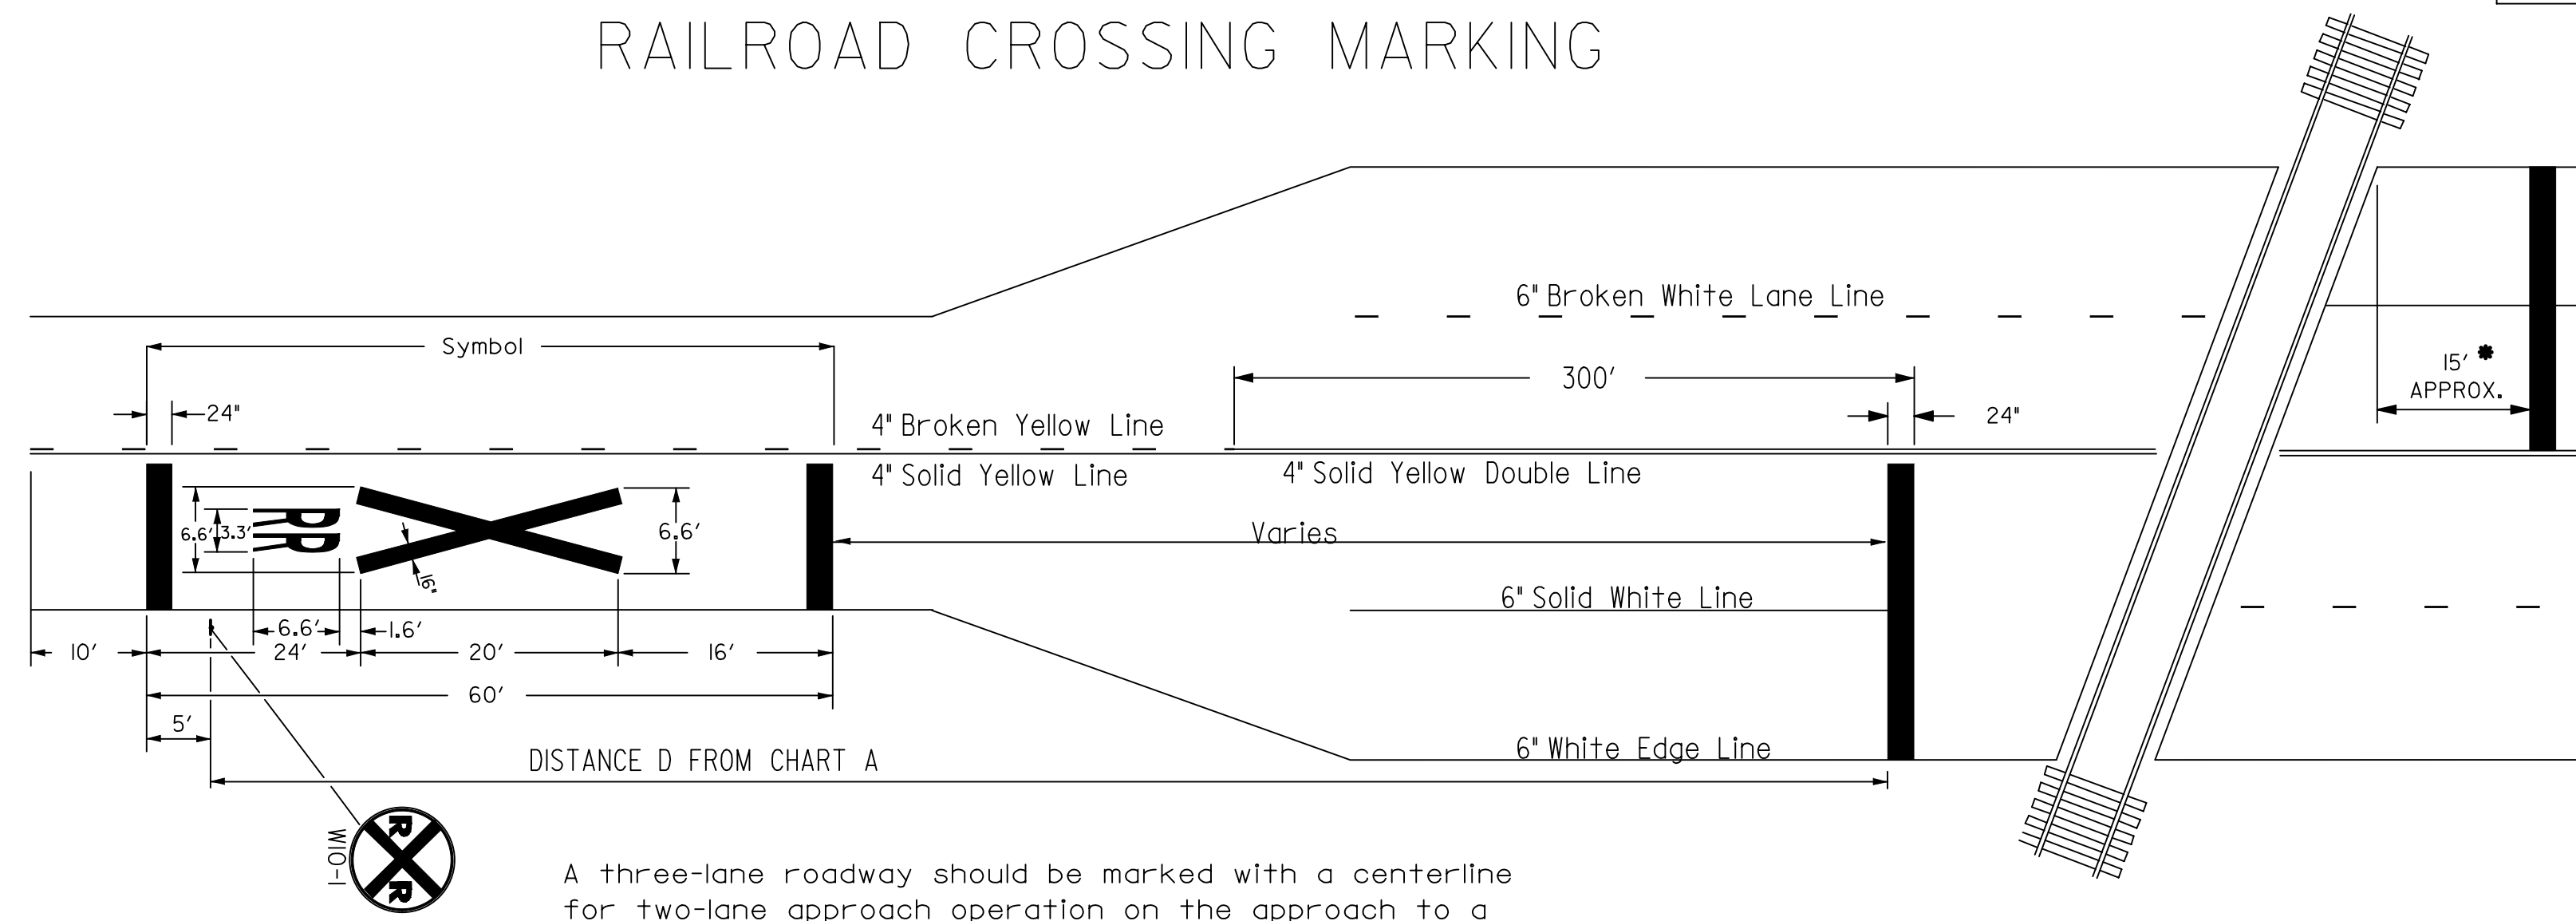 RAILROAD CROSSING MARKING
6" Broken White Lane Line
Symbol
300'
15' *
APPROX.
24"
24"
4" Broken Yellow Line
4" Solid Yellow Line
4" Solid Yellow Double Line
6.6'
3.3'
RR
16"
6.6'
Varies
6" Solid White Line
6.6'
1.6'
10'
24'
20'
16'
60'
5'
6" White Edge Line
DISTANCE D FROM CHART A
W10-1
R R
A three-lane roadway should be marked with a centerline
for two-lane approach operation on the approach to a